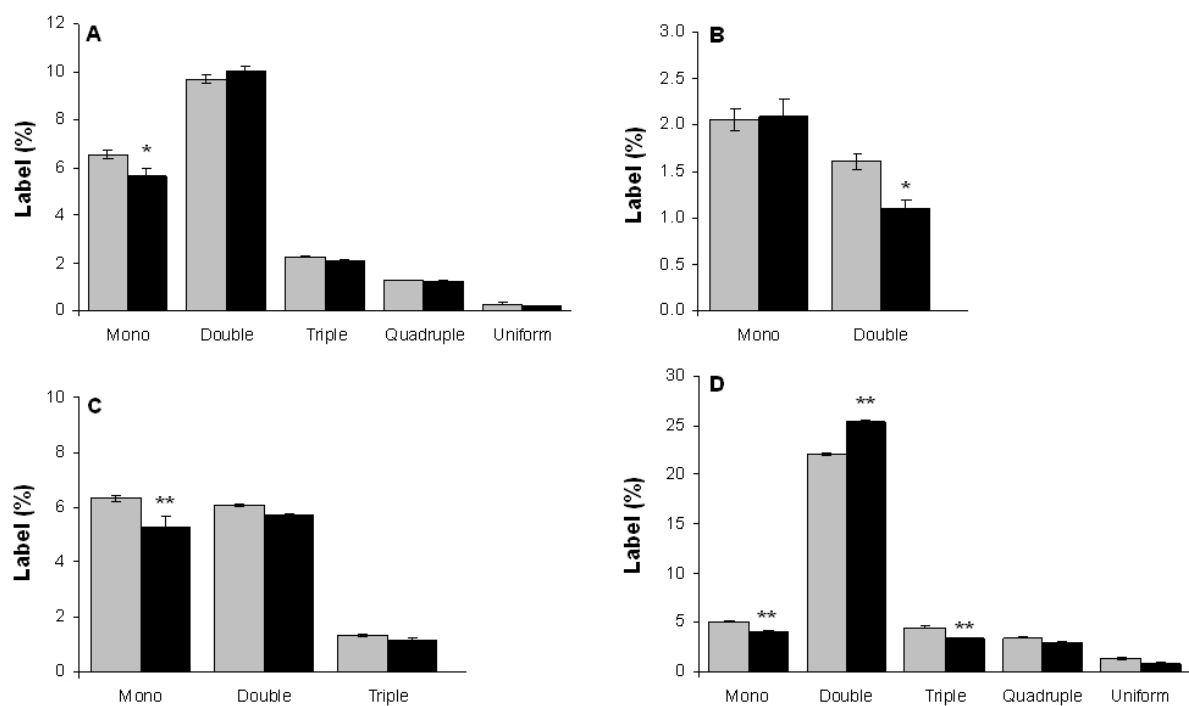 A
Label (%)
12
10
8
6
4
2
0
*
Mono Double Triple Quadruple Uniform
B
Label (%)
3.0
2.5
2.0
1.5
1.0
0.5
0.0
*
Mono Double
C
Label (%)
10
8
6
4
2
0
**
Mono Double Triple
D
Label (%)
30
25
20
15
10
5
0
** ** **
Mono Double Triple Quadruple Uniform